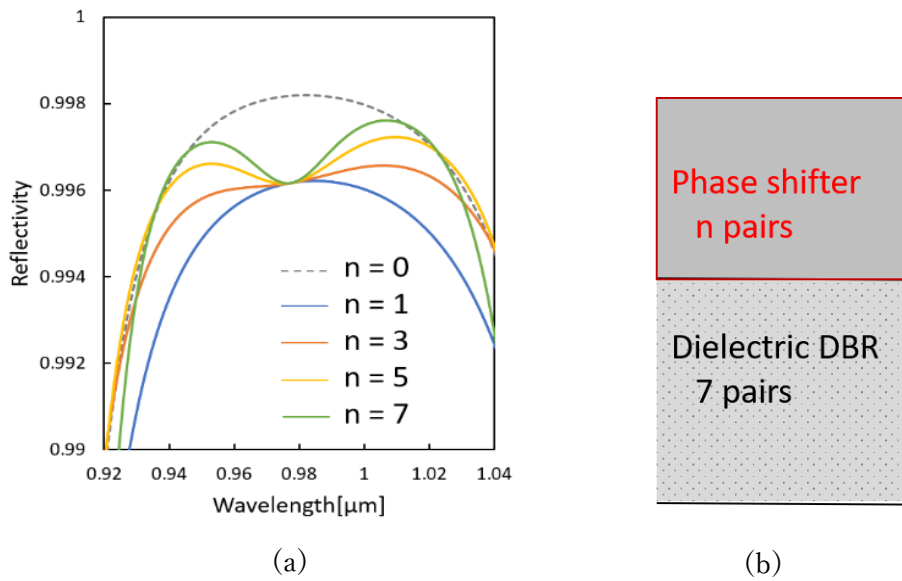 1
0.998
0.996
0.994
0.992
0.99
Reflectivity
n = 0
n = 1
n = 3
n = 5
n = 7
0.92
0.94
0.96
0.98
1
1.02
1.04
Wavelength[μm]
(a)
Phase shifter
n pairs
Dielectric DBR
7 pairs
(b)